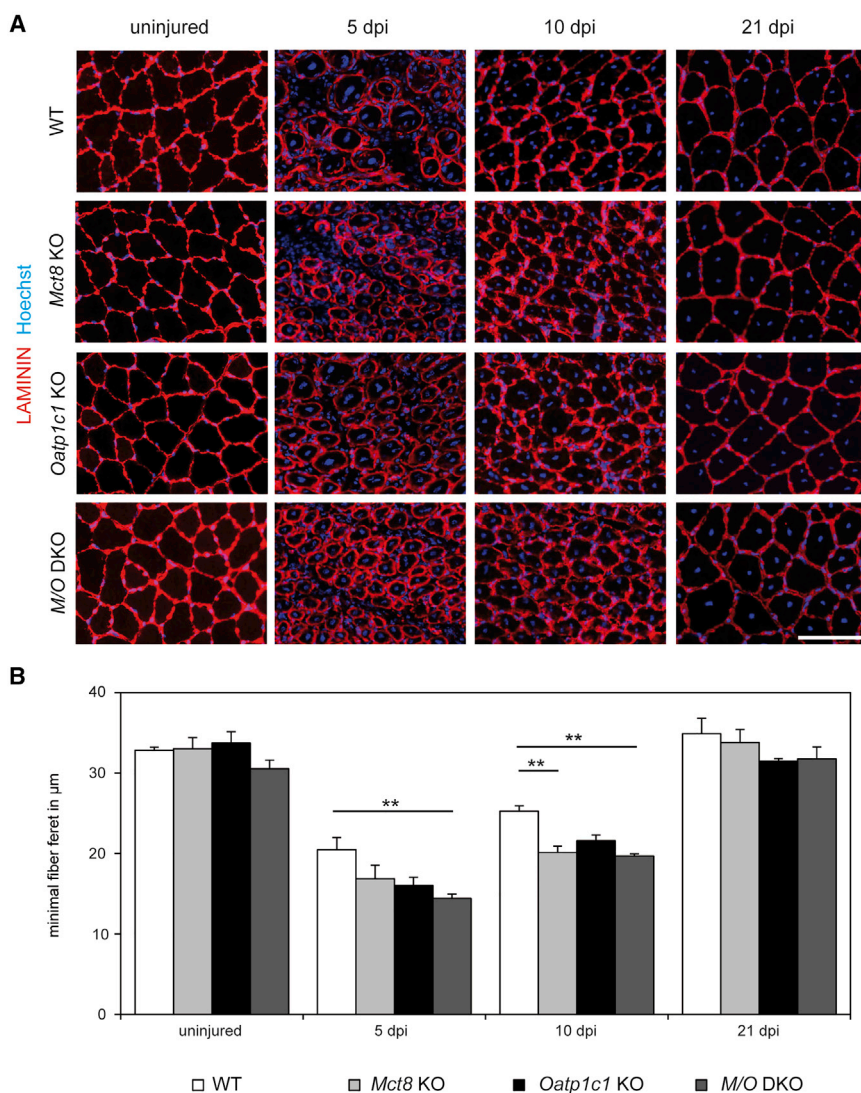 A
uninjured 5 dpi 10 dpi 21 dpi
WT
Mct8 KO
Oatp1c1 KO
M/O DKO
LAMININ Hoechst
B
minimal fiber feret in µm
40
30
20
10
0
**
**
**
uninjured 5 dpi 10 dpi 21 dpi
WT Mct8 KO Oatp1c1 KO M/O DKO